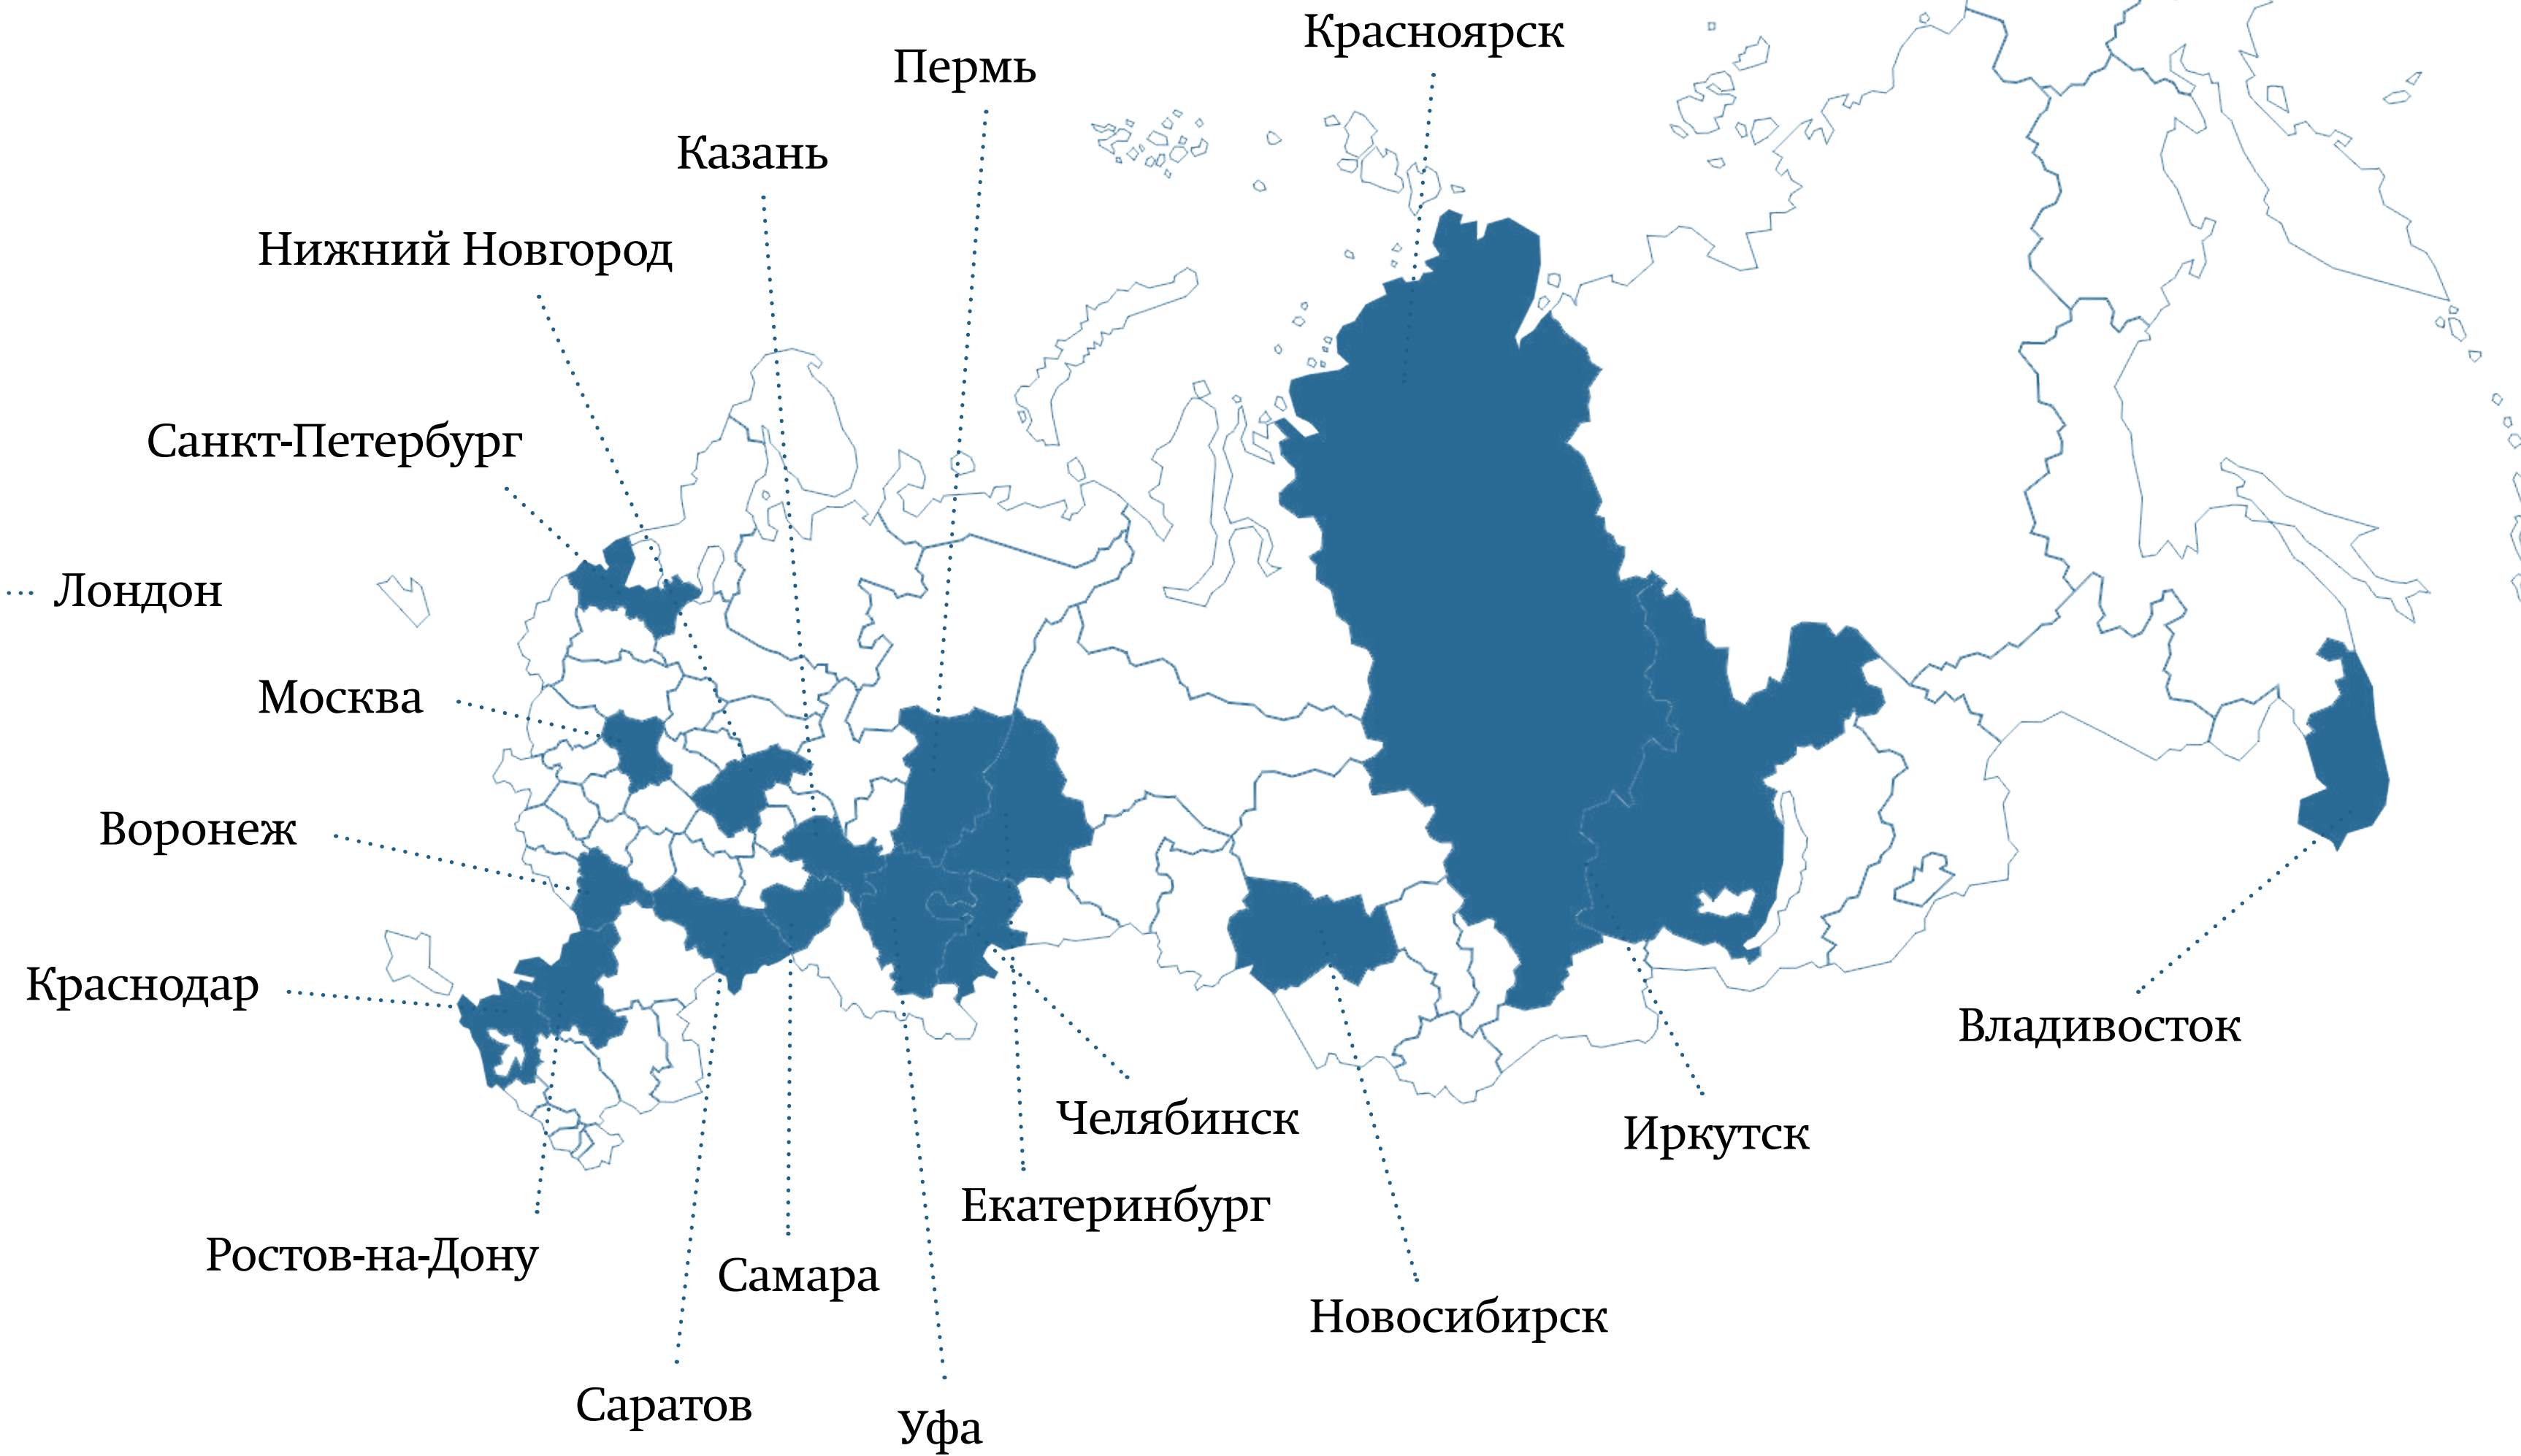 Красноярск
Пермь
Казань
Нижний Новгород
Санкт-Петербург
Лондон
Москва
Воронеж
Краснодар
Владивосток
Челябинск
Иркутск
Екатеринбург
Ростов-на-Дону
Самара
Новосибирск
Саратов
Уфа